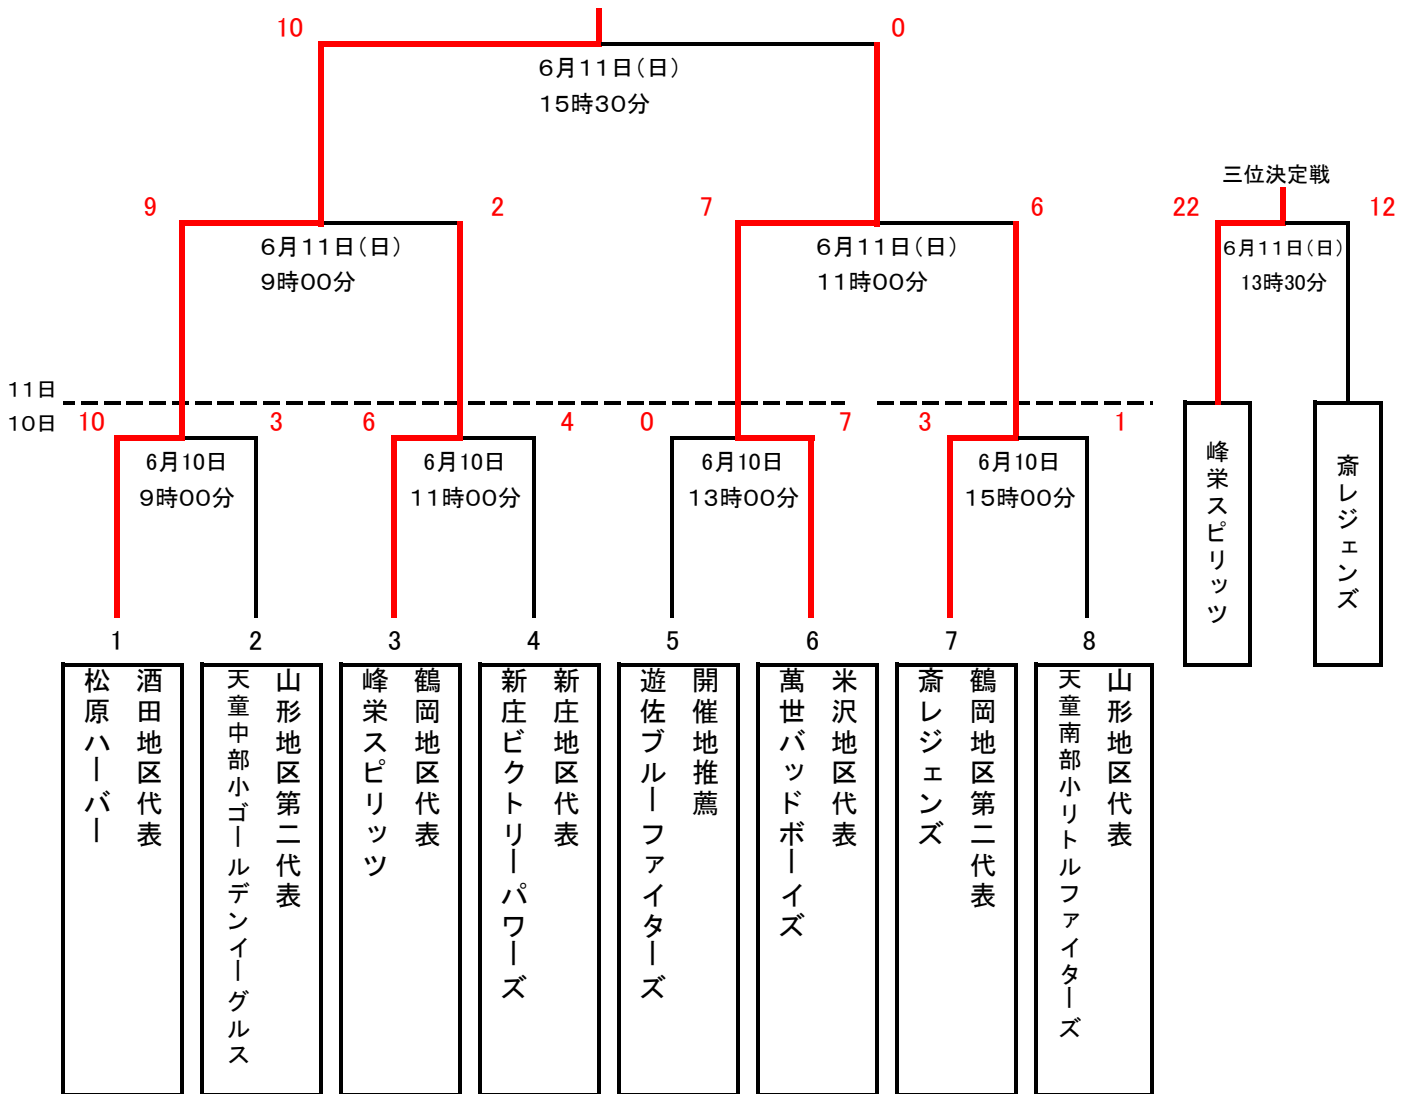 10
0
6月11日(日)
15時30分
三位決定戦
9
2
7
6
22
12
6月11日(日)
9時00分
6月11日(日)
11時00分
6月11日(日)
13時30分
11日
10日
10
3
6
4
0
7
3
1
6月10日
9時00分
6月10日
11時00分
6月10日
13時00分
6月10日
15時00分
峰栄スピリッツ
斎レジェンズ
1
2
3
4
5
6
7
8
酒田地区代表
松原ハーバー
山形地区第二代表
天童中部小ゴールデンイーグルス
鶴岡地区代表
峰栄スピリッツ
新庄地区代表
新庄ビクトリーパワーズ
開催地推薦
遊佐ブルーファイターズ
米沢地区代表
萬世バッドボーイズ
鶴岡地区第二代表
斎レジェンズ
山形地区代表
天童南部小リトルファイターズ